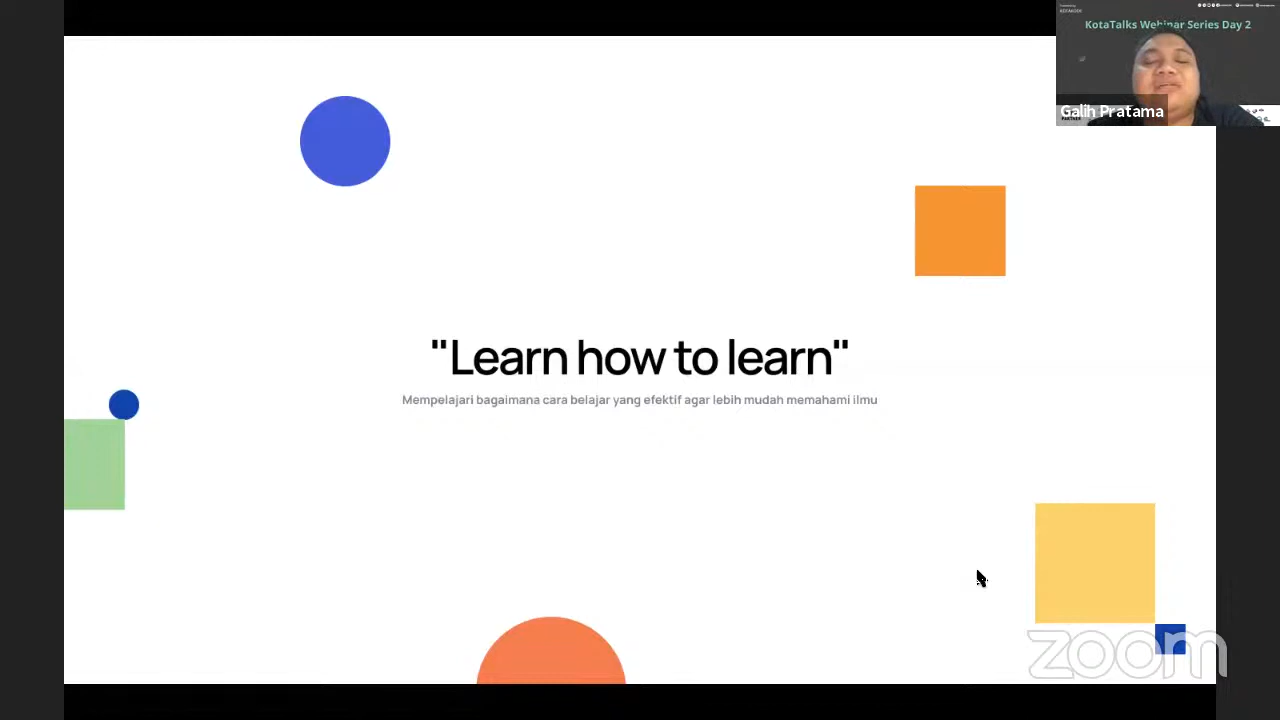 KotaTalks Webinar Series Day 2
Galih Pratama
"Learn how to learn"
Mempelajari bagaimana cara belajar yang efektif agar lebih mudah memahami ilmu
zoom